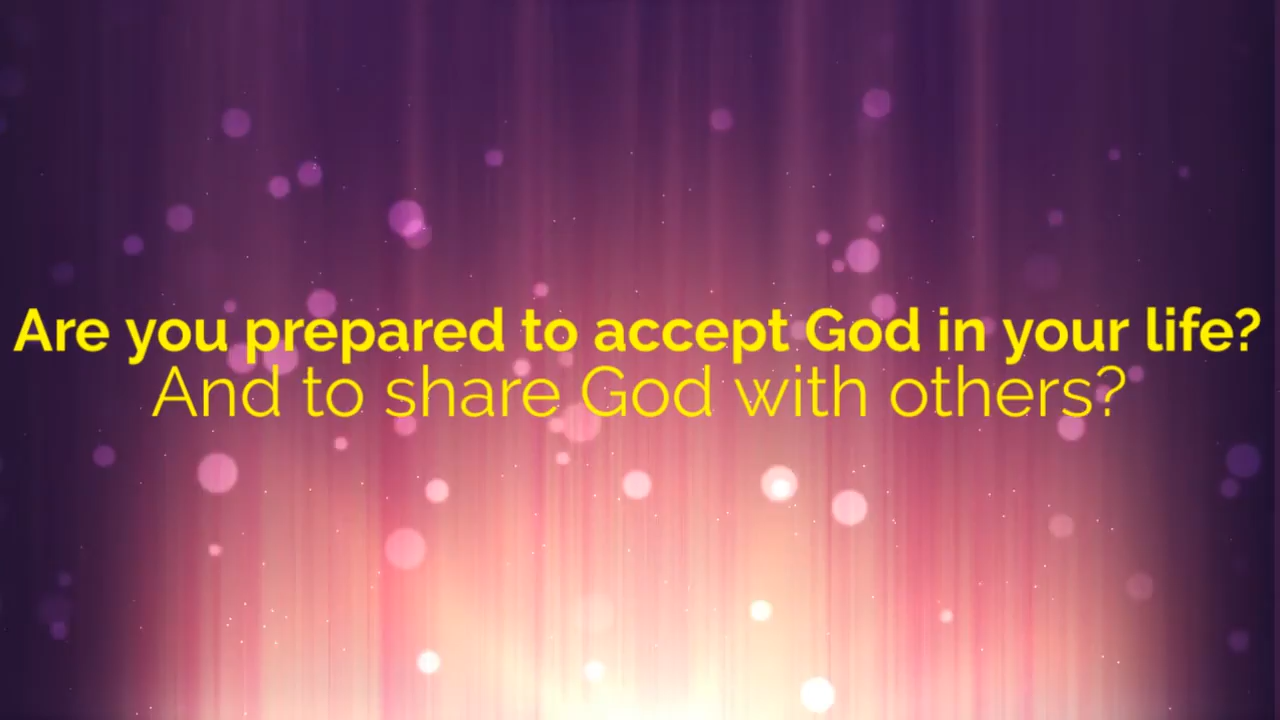 Are you prepared to accept God in your life?
And to share God with others?